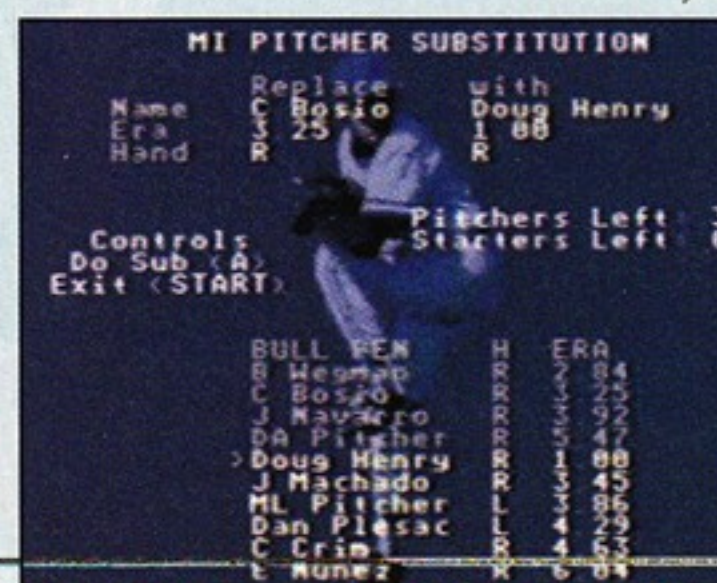 MI PITCHER SUBSTITUTION
Replace with
Name C Bosio Doug Henry
Era 3 25 1 00
Hand R R
Pitchers Left
Starters Left
Controls
Do Sub <A>
Exit <START>
BULL PEN H ERA
B Wegman R 2 84
C Bosio R 3 25
J Navarro R 3 92
DA Pitcher R 5 47
>Doug Henry R 1 00
J Machado R 3 45
ML Pitcher L 3 86
Dan Plesac L 4 29
C Crim R 4 63
E Nunez R 6 04